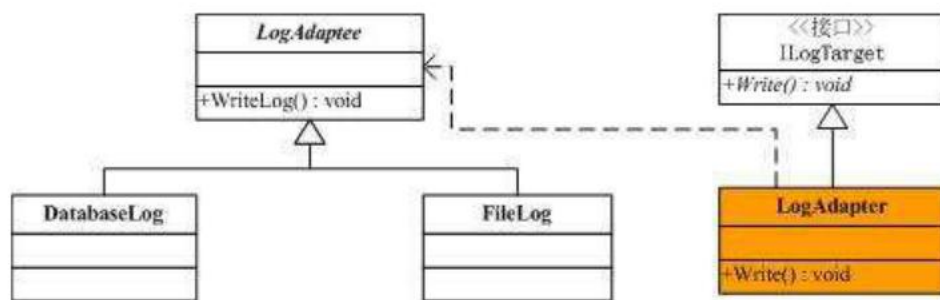 LogAdaptee
+WriteLog() : void
<<接口>>
ILogTarget
+Write() : void
DatabaseLog
FileLog
LogAdapter
+Write() : void